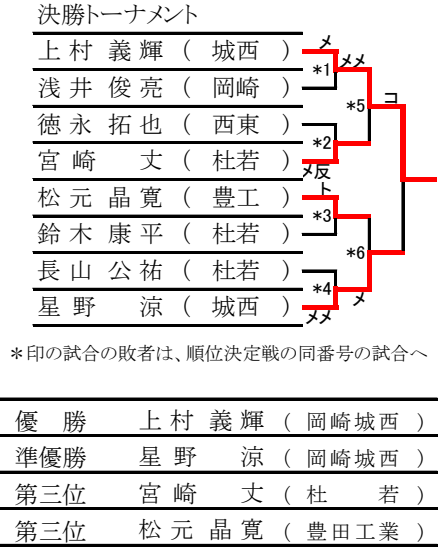 決勝トーナメント
上村 義輝 ( 城西 )
メ
*1
メメ
浅井 俊亮 ( 岡崎 )
*5
コ
徳永 拓也 ( 西東 )
*2
宮崎 丈 ( 杜若 )
メ反
松元 晶寛 ( 豊工 )
ト
*3
鈴木 康平 ( 杜若 )
*6
長山 公祐 ( 杜若 )
*4
メ
星野 涼 ( 城西 )
メメ
*印の試合の敗者は、順位決定戦の同番号の試合へ
優 勝 上村 義輝 ( 岡崎城西 )
準優勝 星野 涼 ( 岡崎城西 )
第三位 宮崎 丈 ( 杜 若 )
第三位 松元 晶寛 ( 豊田工業 )